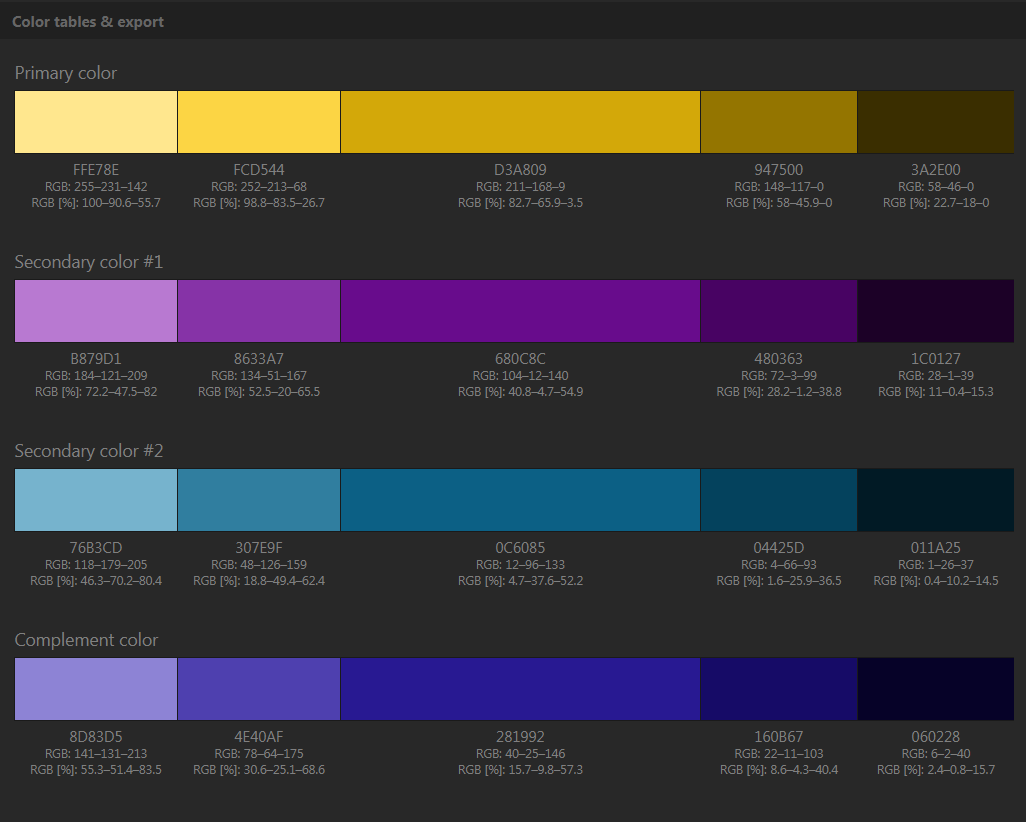 Color tables & export
Primary color
FFE78E FCD544 D3A809 947500 3A2E00
RGB: 255–231–142 RGB: 252–213–68 RGB: 211–168–9 RGB: 148–117–0 RGB: 58–46–0
RGB [%]: 100–90.6–55.7 RGB [%]: 98.8–83.5–26.7 RGB [%]: 82.7–65.9–3.5 RGB [%]: 58–45.9–0 RGB [%]: 22.7–18–0
Secondary color #1
B879D1 8633A7 680C8C 480363 1C0127
RGB: 184–121–209 RGB: 134–51–167 RGB: 104–12–140 RGB: 72–3–99 RGB: 28–1–39
RGB [%]: 72.2–47.5–82 RGB [%]: 52.5–20–65.5 RGB [%]: 40.8–4.7–54.9 RGB [%]: 28.2–1.2–38.8 RGB [%]: 11–0.4–15.3
Secondary color #2
76B3CD 307E9F 0C6085 04425D 011A25
RGB: 118–179–205 RGB: 48–126–159 RGB: 12–96–133 RGB: 4–66–93 RGB: 1–26–37
RGB [%]: 46.3–70.2–80.4 RGB [%]: 18.8–49.4–62.4 RGB [%]: 4.7–37.6–52.2 RGB [%]: 1.6–25.9–36.5 RGB [%]: 0.4–10.2–14.5
Complement color
8D83D5 4E40AF 281992 160B67 060228
RGB: 141–131–213 RGB: 78–64–175 RGB: 40–25–146 RGB: 22–11–103 RGB: 6–2–40
RGB [%]: 55.3–51.4–83.5 RGB [%]: 30.6–25.1–68.6 RGB [%]: 15.7–9.8–57.3 RGB [%]: 8.6–4.3–40.4 RGB [%]: 2.4–0.8–15.7